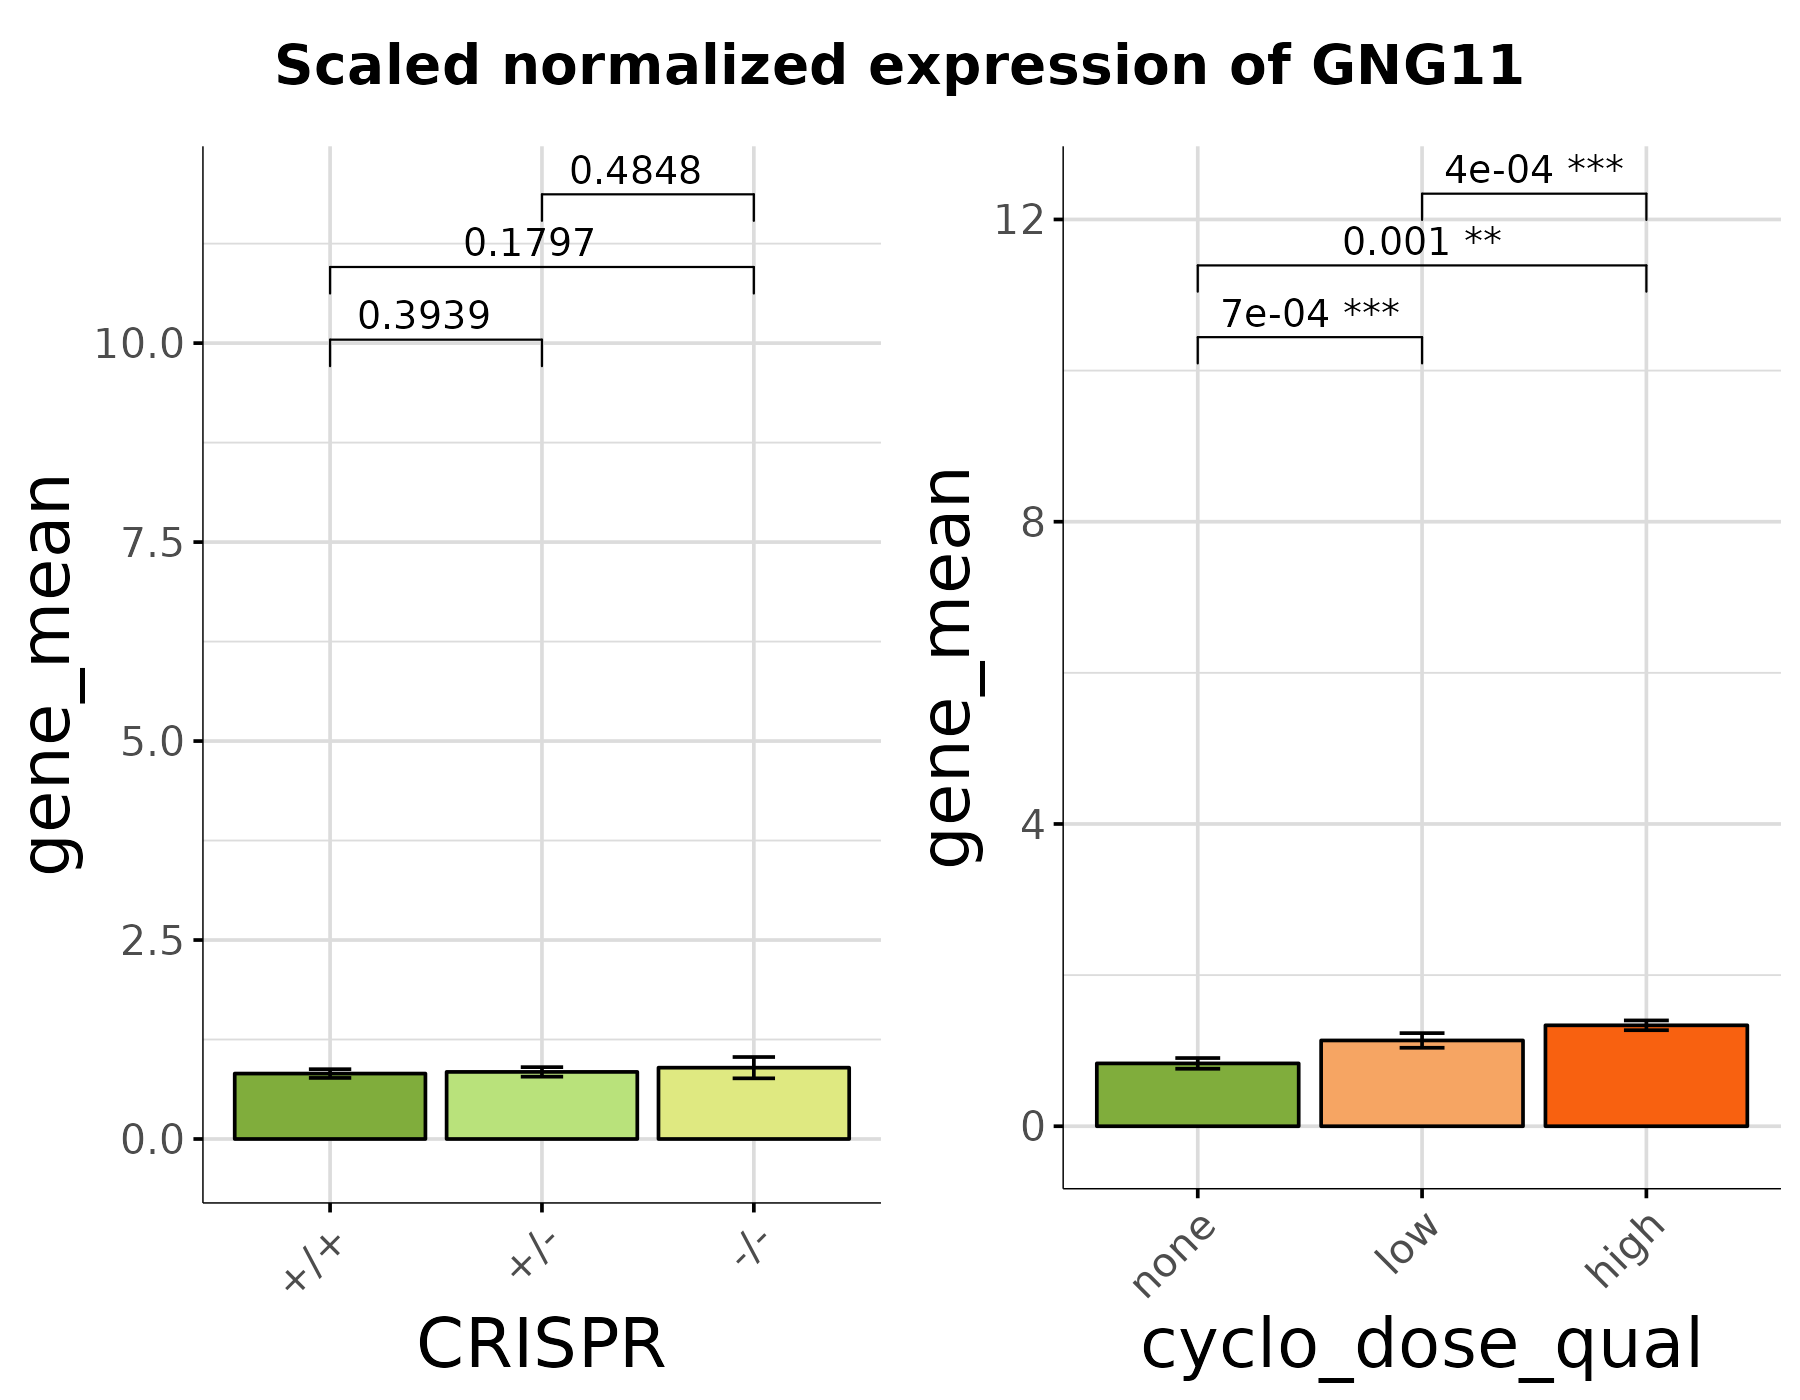 Scaled normalized expression of GNG11
gene_mean
10.0
7.5
5.0
2.5
0.0
0.4848
0.1797
0.3939
+/+
+/-
-/-
CRISPR
gene_mean
12
8
4
0
4e-04 ***
0.001 **
7e-04 ***
none
low
high
cyclo_dose_qual